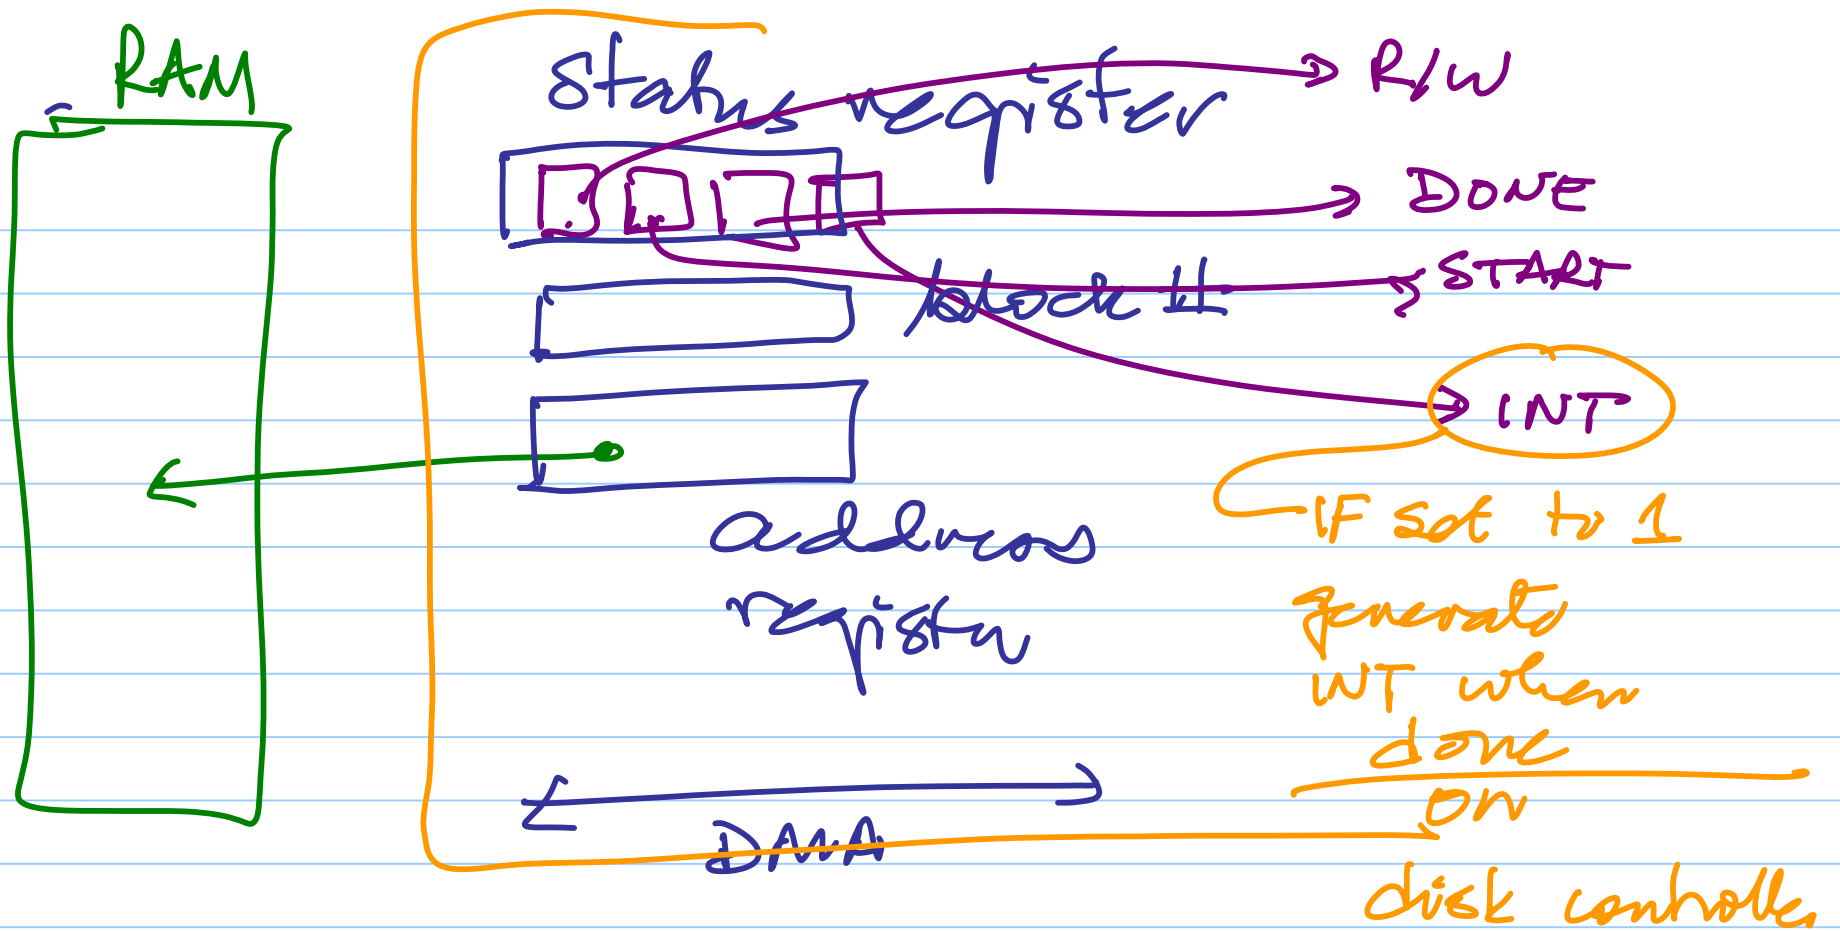 RAM
Status register
R/W
DONE
START
block #
INT
IF set to 1
generate
INT when
done
address
register
DMA
ON
disk controller